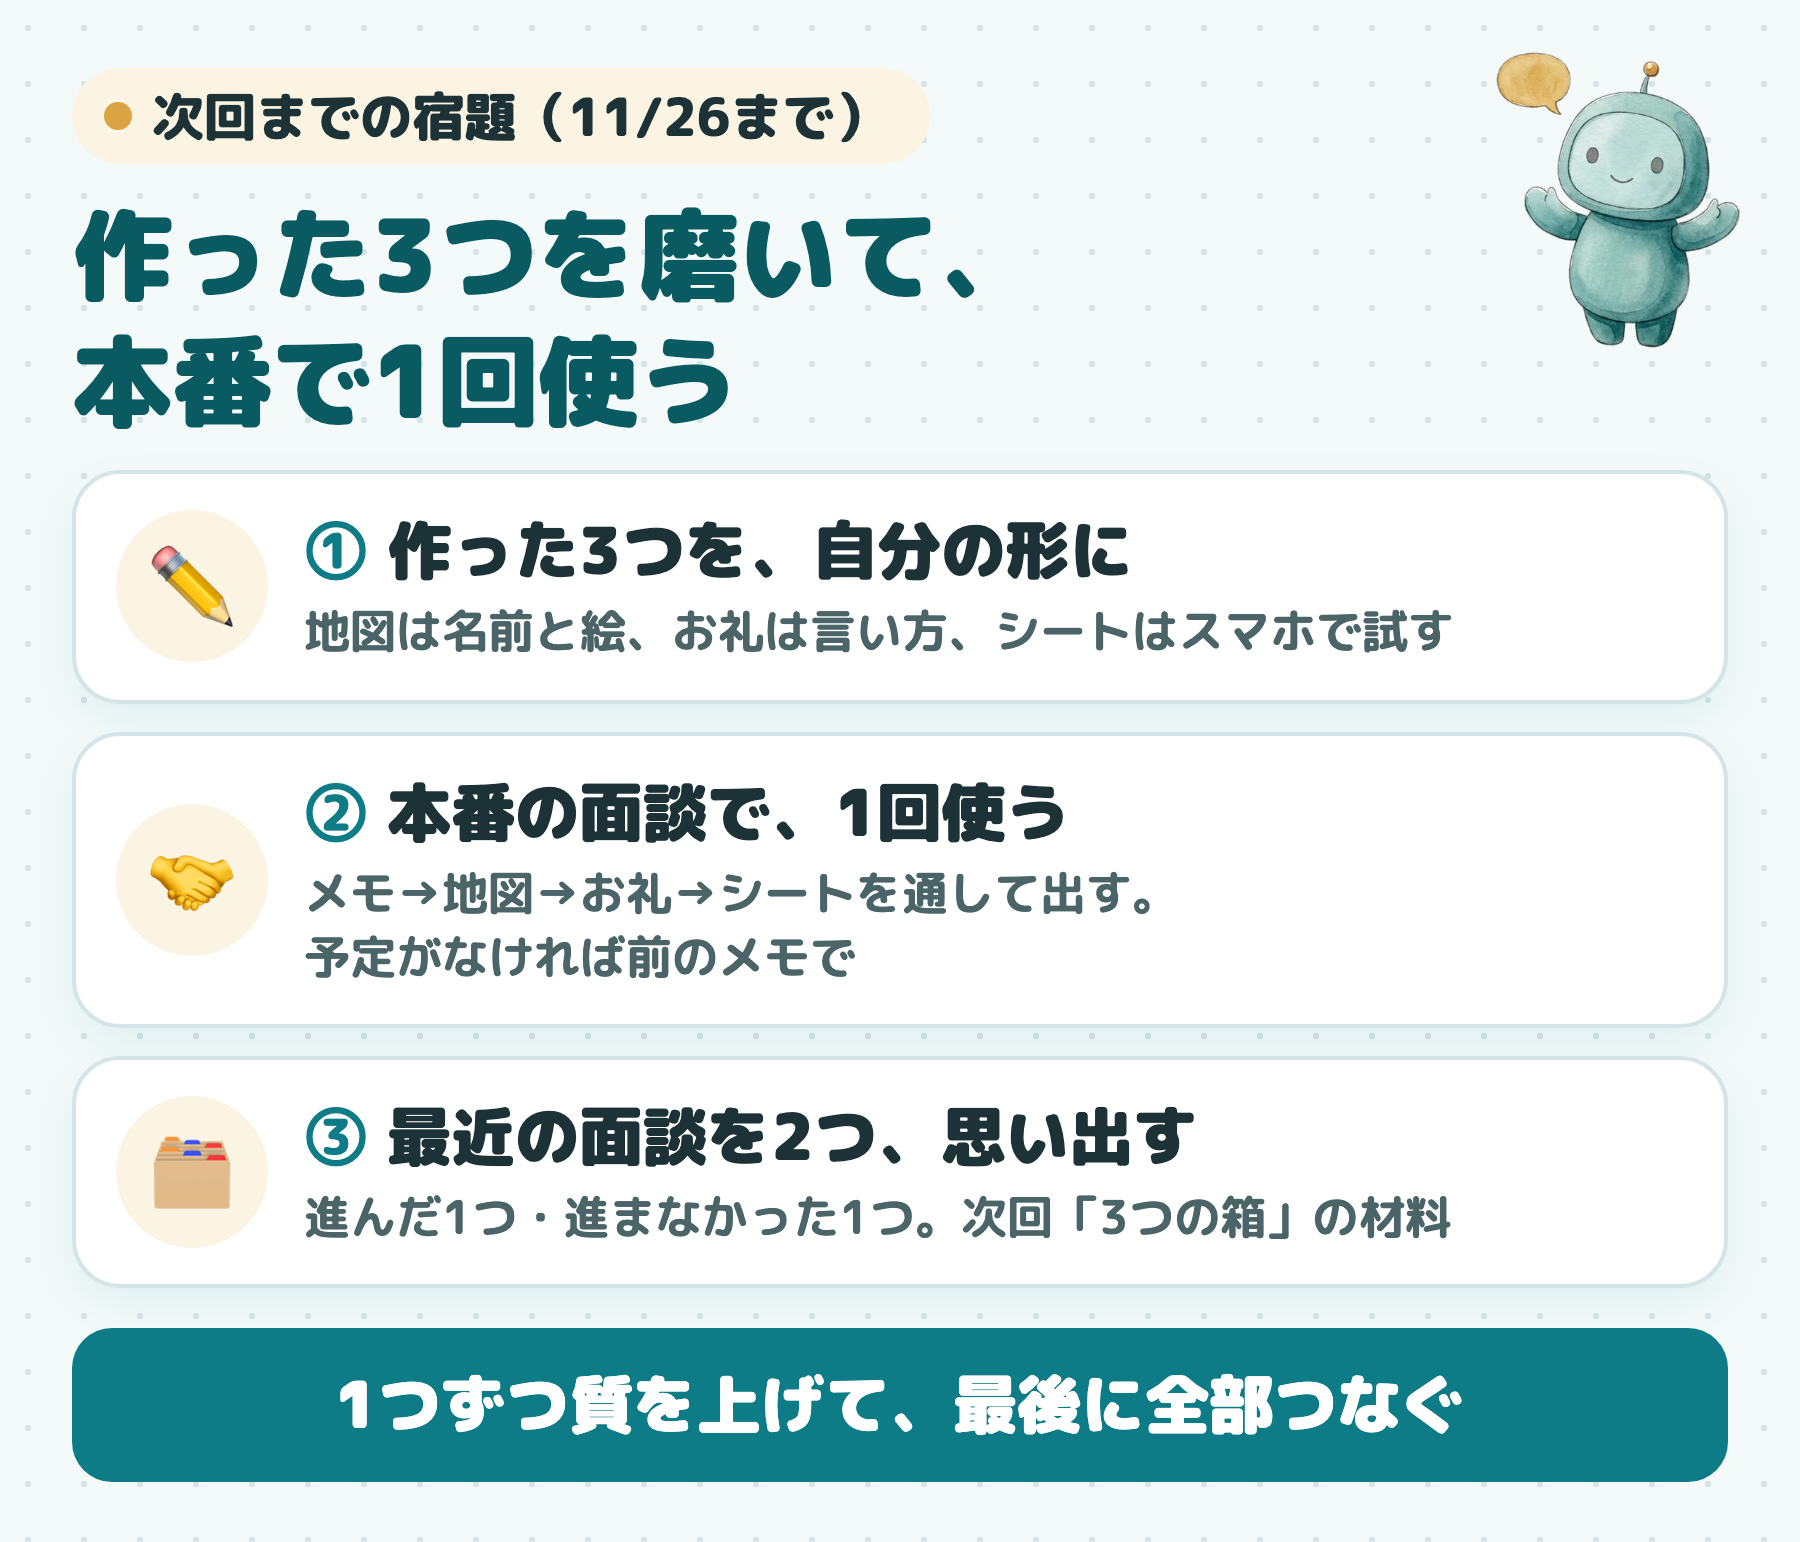 次回までの宿題（11/26まで）
作った3つを磨いて、
本番で1回使う
① 作った3つを、自分の形に
地図は名前と絵、お礼は言い方、シートはスマホで試す
② 本番の面談で、1回使う
メモ→地図→お礼→シートを通して出す。
予定がなければ前のメモで
③ 最近の面談を2つ、思い出す
進んだ1つ・進まなかった1つ。次回「3つの箱」の材料
1つずつ質を上げて、最後に全部つなぐ